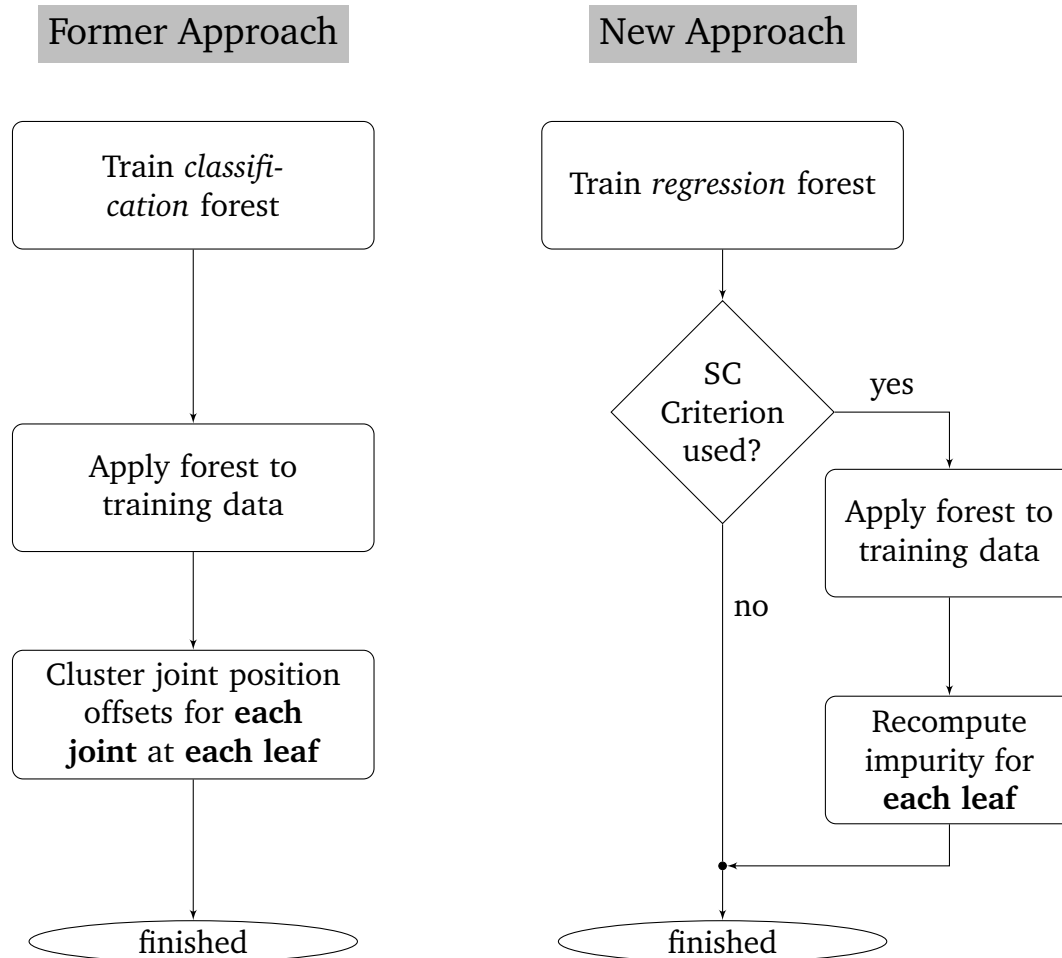 Former Approach
Train classifi-
cation forest
Apply forest to
training data
Cluster joint position
offsets for each
joint at each leaf
finished
New Approach
Train regression forest
SC
Criterion
used?
yes
Apply forest to
training data
no
Recompute
impurity for
each leaf
finished